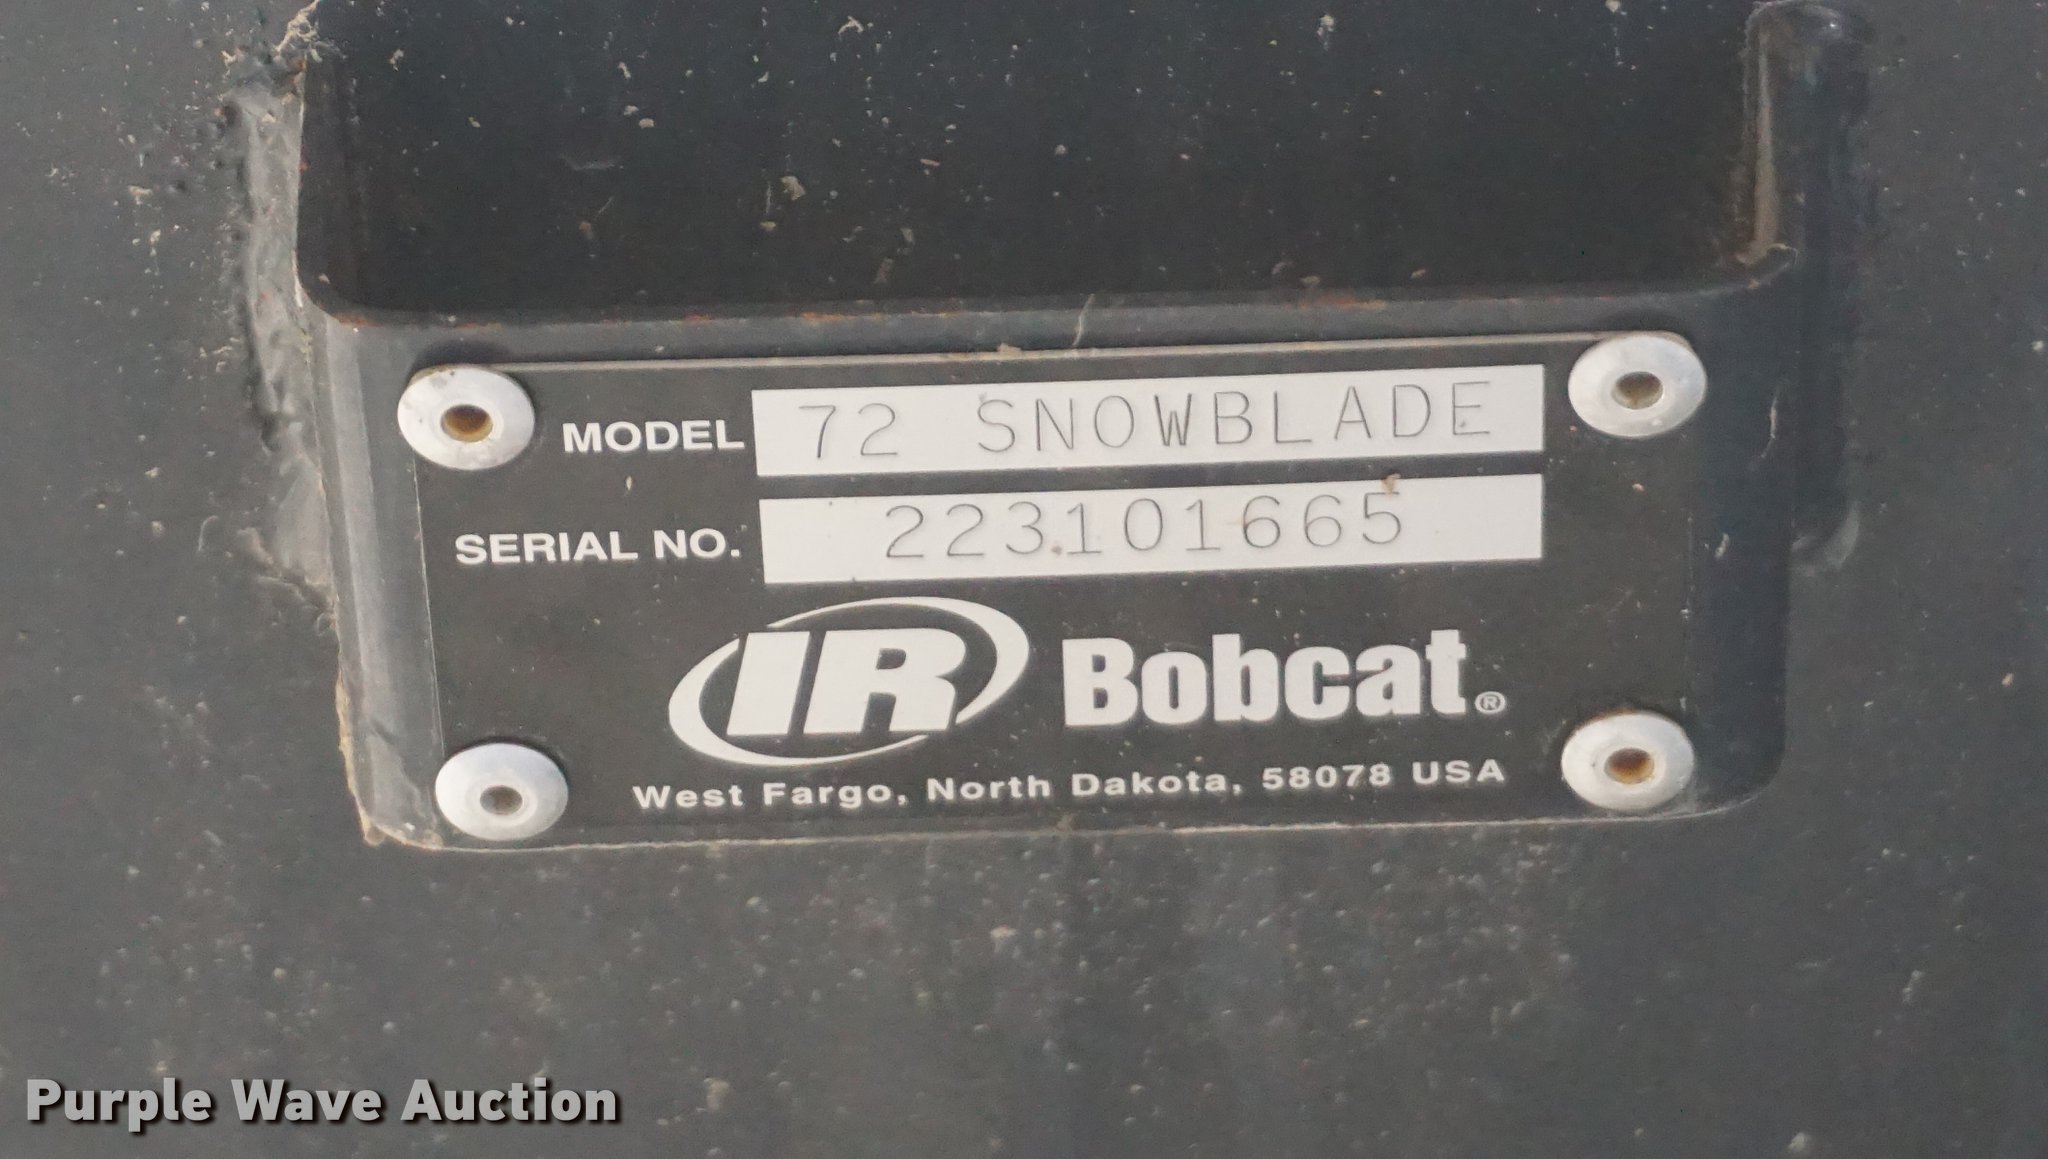 MODEL 72 SNOWBLADE
SERIAL NO. 223101665
IR Bobcat®
West Fargo, North Dakota, 58078 USA
Purple Wave Auction